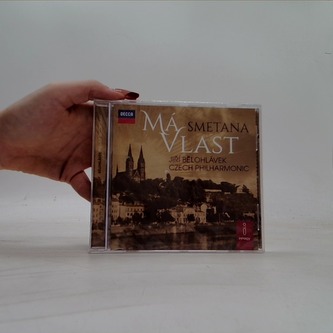 DECCA
MÁ SMETANA
VLAST
JIŘÍ BĚLOHLÁVEK
CZECH PHILHARMONIC